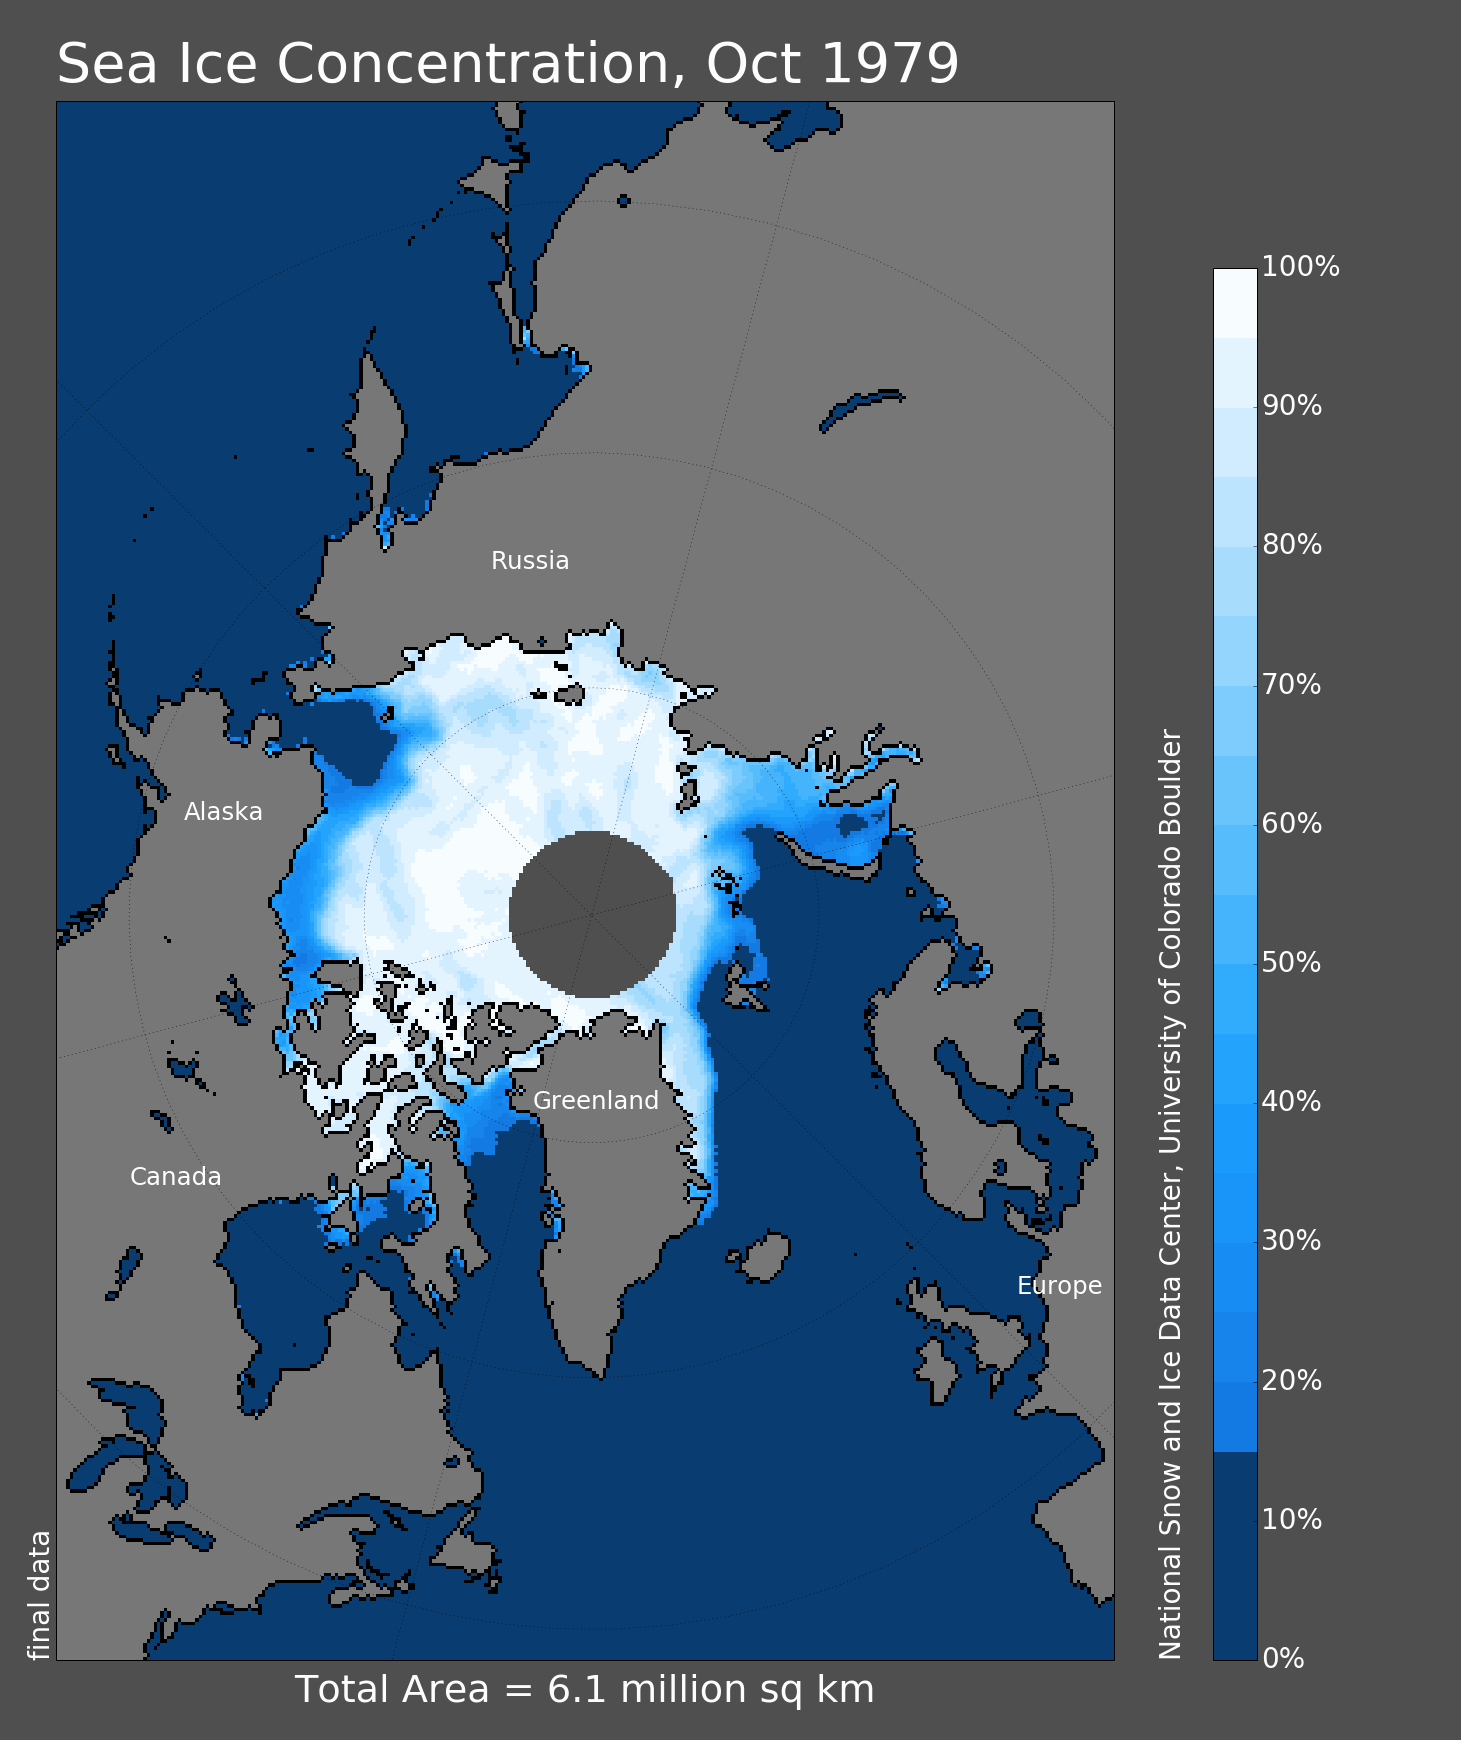 Sea Ice Concentration, Oct 1979
Russia
Alaska
Greenland
Canada
Europe
100%
90%
80%
70%
60%
50%
40%
30%
20%
10%
0%
National Snow and Ice Data Center, University of Colorado Boulder
final data
Total Area = 6.1 million sq km